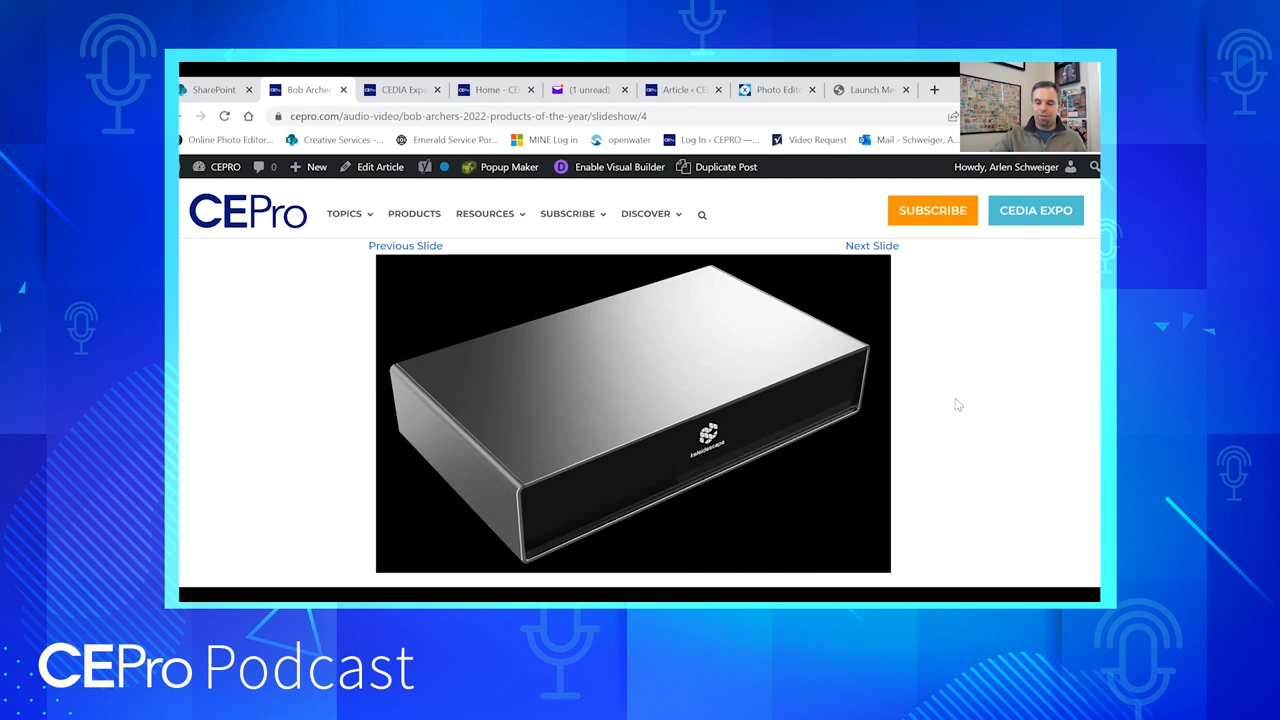 SharePoint
Bob Archer
CEDIA Exp
Home - CE
(1 unread)
Article ‹ CE
Photo Edit
Launch Me
cepro.com/audio-video/bob-archers-2022-products-of-the-year/slideshow/4
Online Photo Editor...
Creative Services -...
Emerald Service Por...
MINE Log in
openwater
Log In ‹ CEPRO —...
Video Request
Mail - Schweiger, A...
CEPRO
0
New
Edit Article
Popup Maker
Enable Visual Builder
Duplicate Post
Howdy, Arlen Schweiger
CEPro
TOPICS
PRODUCTS
RESOURCES
SUBSCRIBE
DISCOVER
SUBSCRIBE
CEDIA EXPO
Previous Slide
Next Slide
kaleidescape
CEPro Podcast